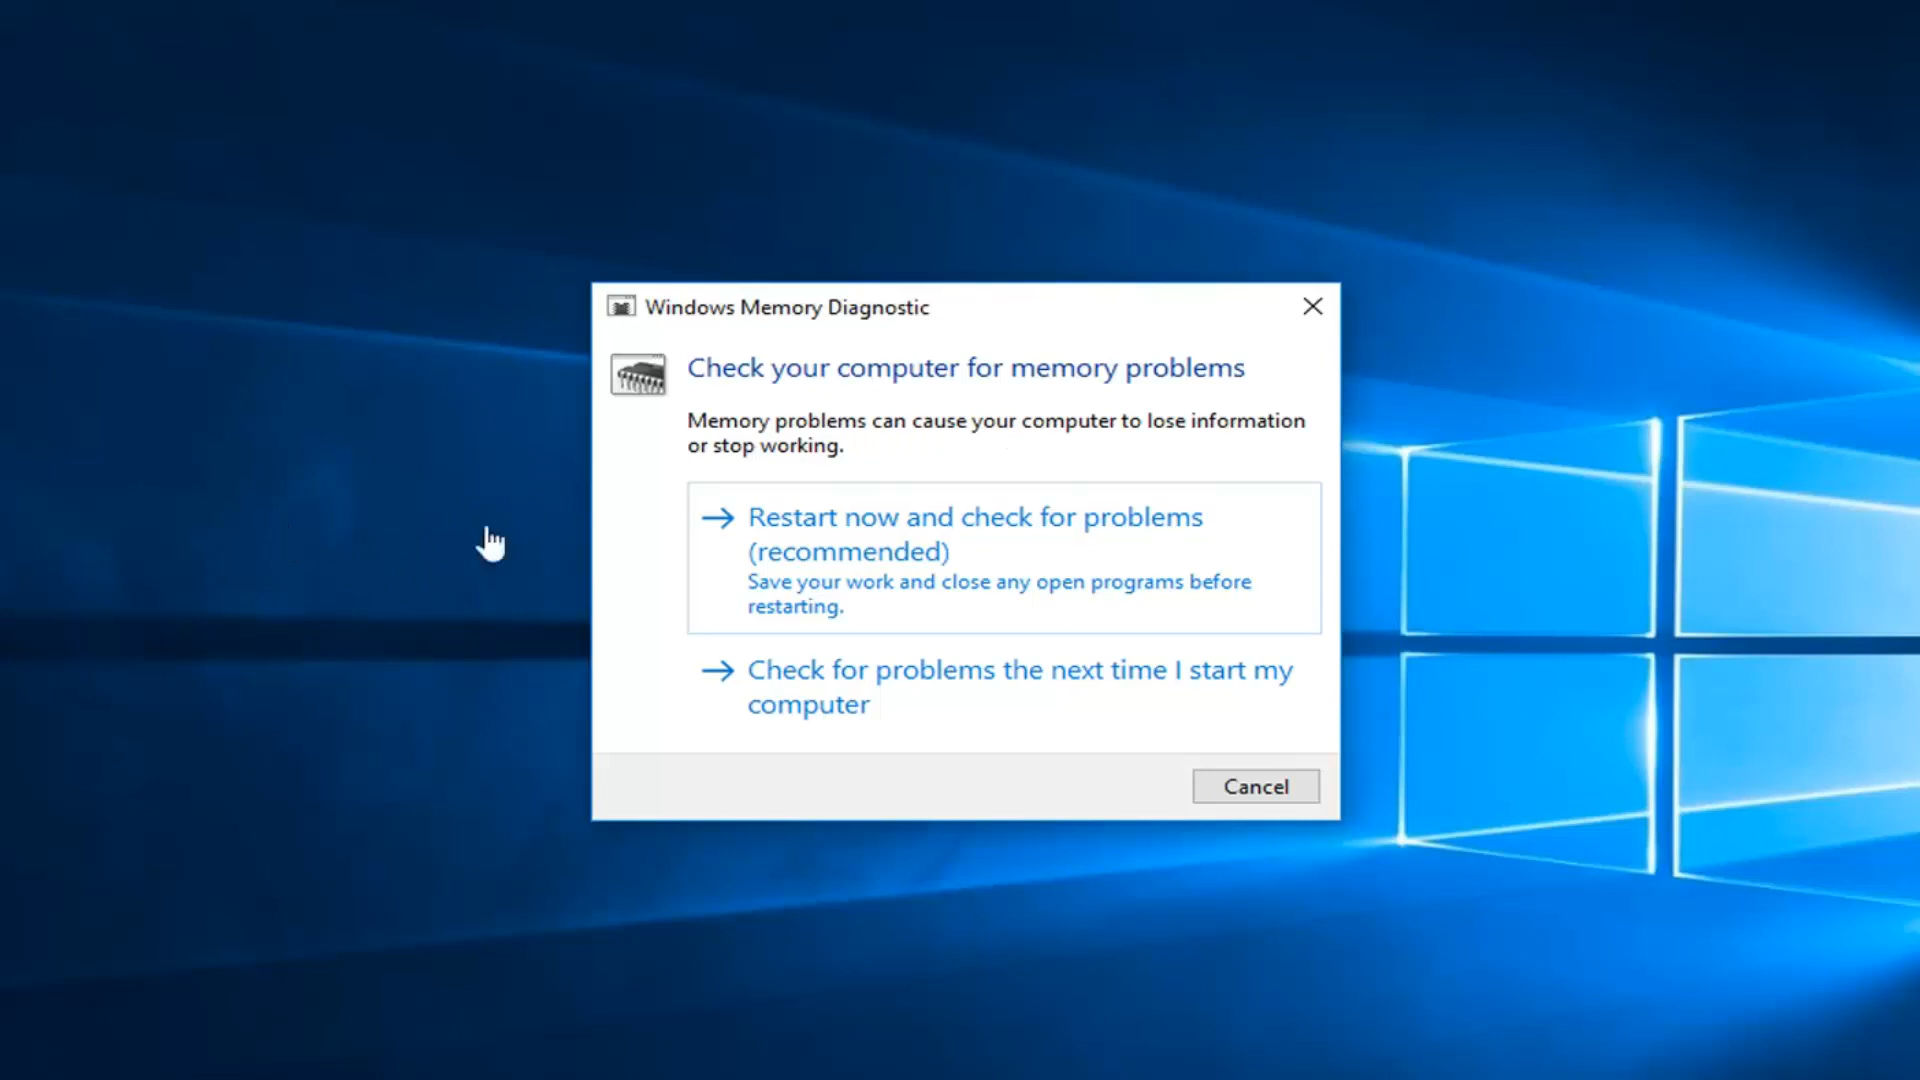 Windows Memory Diagnostic
Check your computer for memory problems
Memory problems can cause your computer to lose information
or stop working.
Restart now and check for problems
(recommended)
Save your work and close any open programs before
restarting.
Check for problems the next time I start my
computer
Cancel